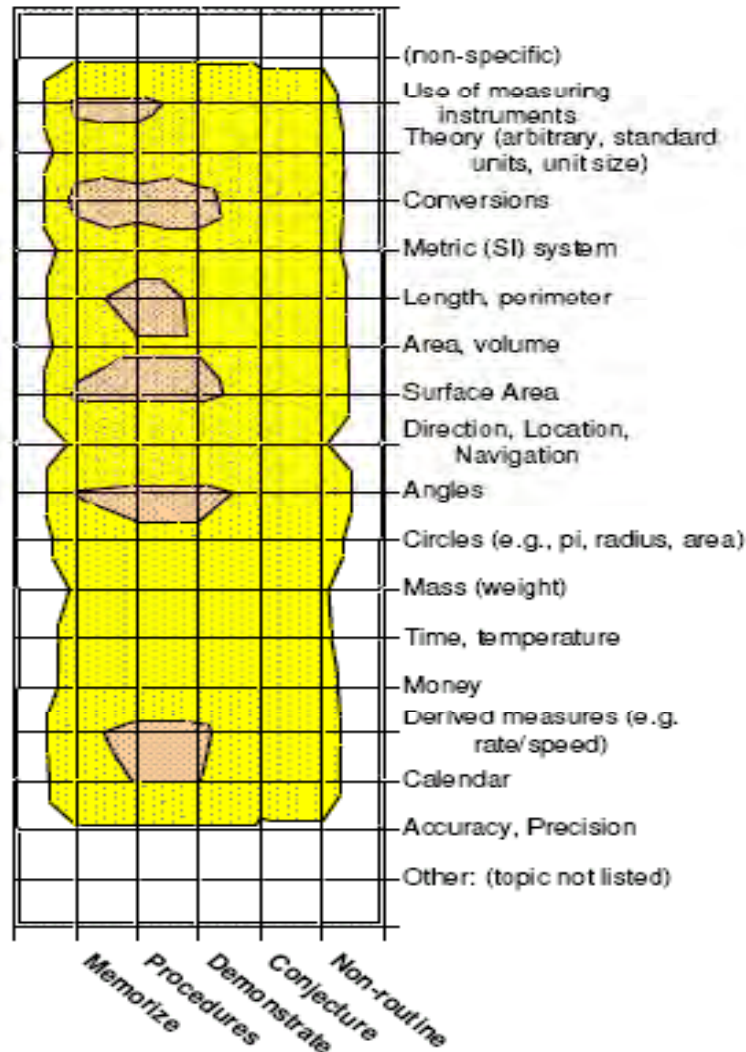 (non-specific)
Use of measuring
instruments
Theory (arbitrary, standard
units, unit size)
Conversions
Metric (SI) system
Length, perimeter
Area, volume
Surface Area
Direction, Location,
Navigation
Angles
Circles (e.g., pi, radius, area)
Mass (weight)
Time, temperature
Money
Derived measures (e.g.
rate/speed)
Calendar
Accuracy, Precision
Other: (topic not listed)
Memorize
Procedures
Demonstrate
Conjecture
Non-routine